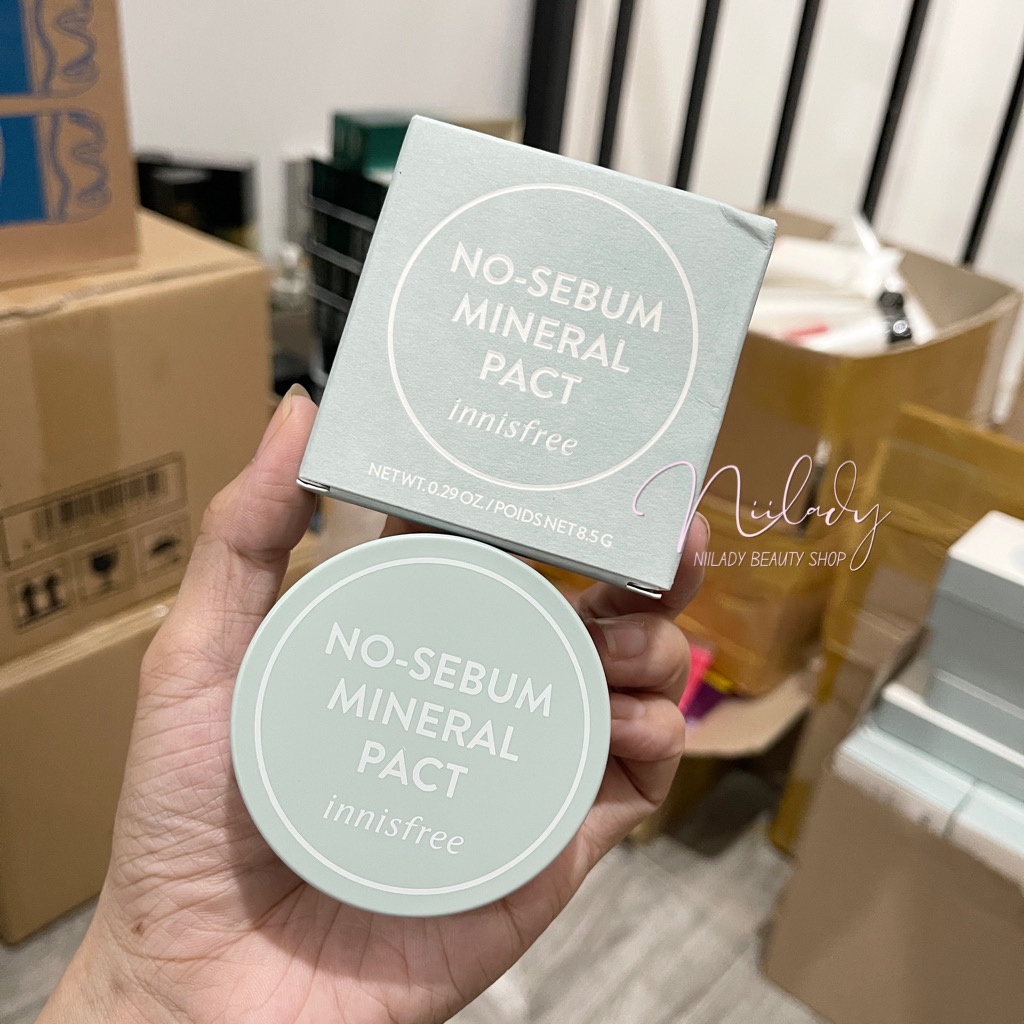 NO-SEBUM
MINERAL
PACT
innisfree
NET WT. 0.29 OZ. / POIDS NET 8.5 G
Niilady
NIILADY BEAUTY SHOP
NO-SEBUM
MINERAL
PACT
innisfree